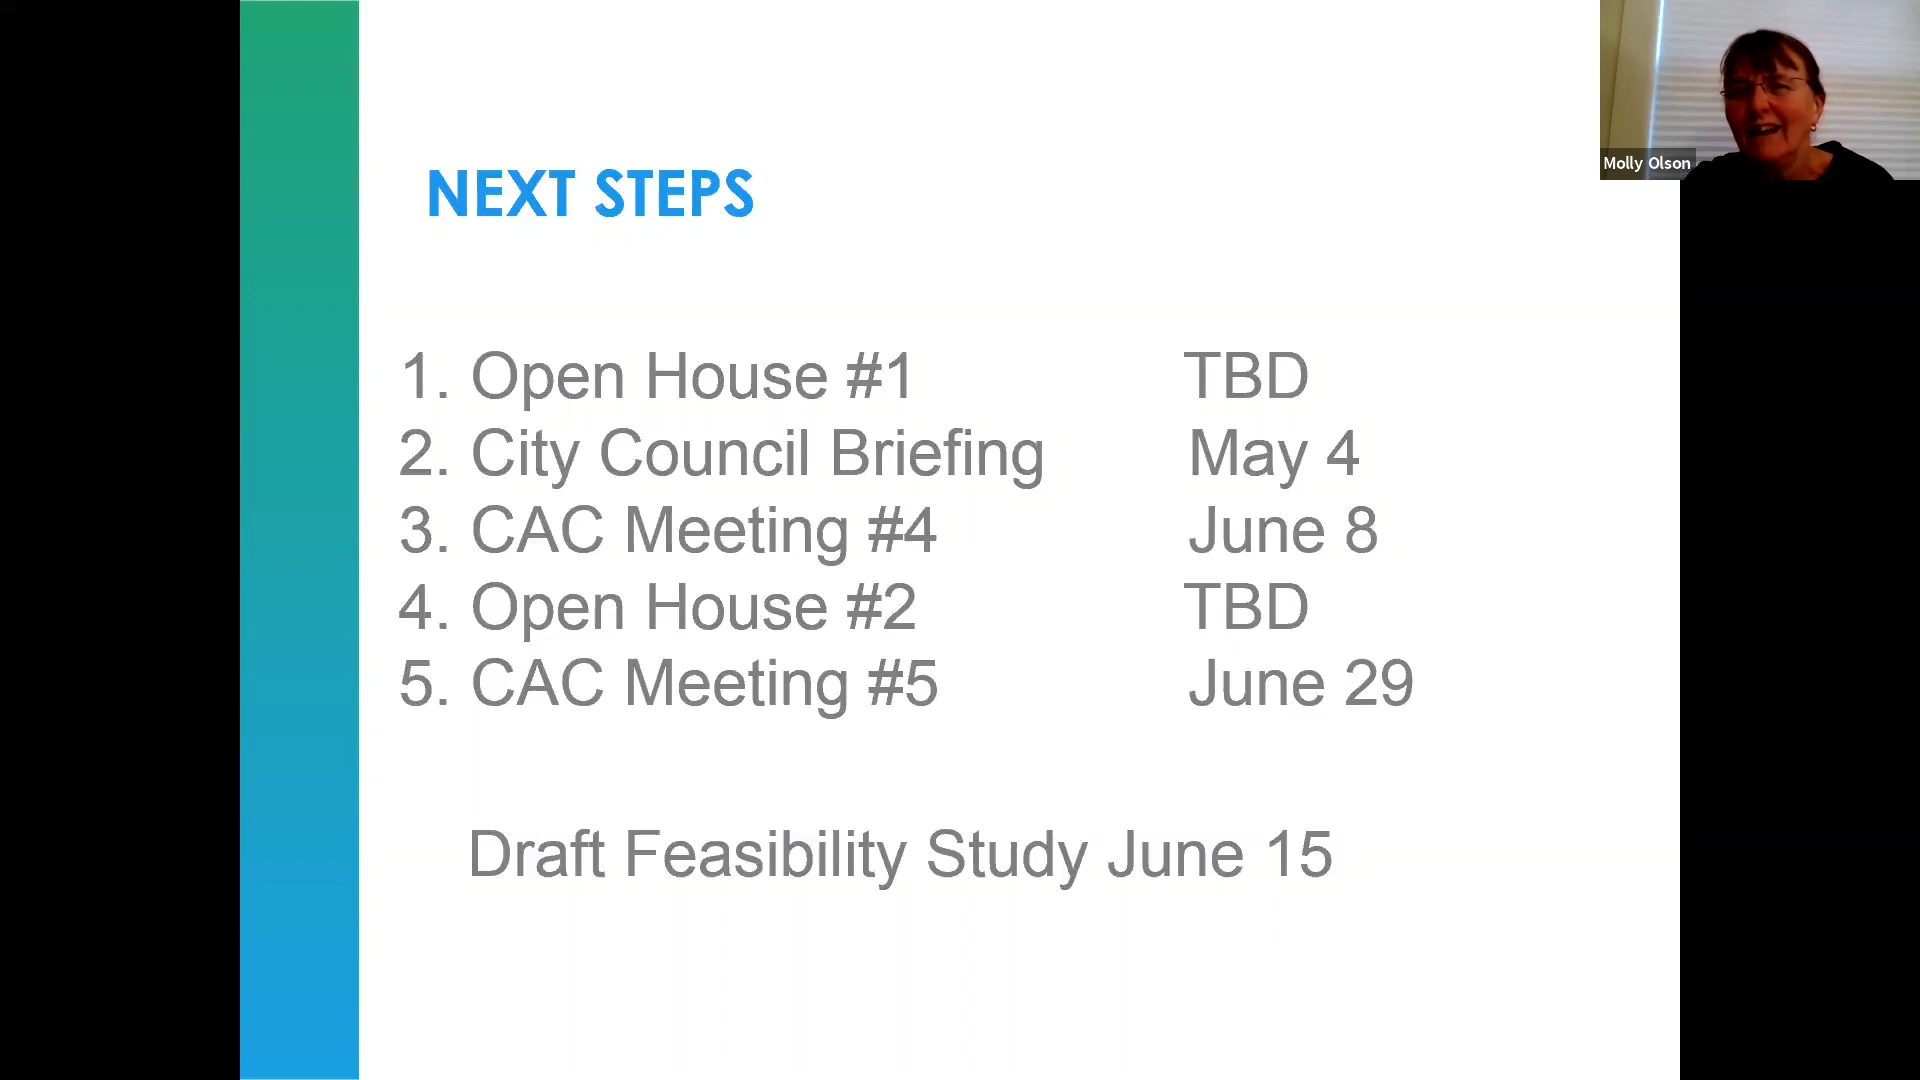 NEXT STEPS
1. Open House #1 TBD
2. City Council Briefing May 4
3. CAC Meeting #4 June 8
4. Open House #2 TBD
5. CAC Meeting #5 June 29
Draft Feasibility Study June 15
Molly Olson